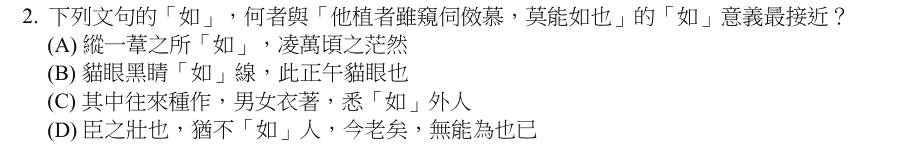 2. 下列文句的「如」，何者與「他植者雖窺伺傚慕，莫能如也」的「如」意義最接近？
(A) 縱一葦之所「如」，凌萬頃之茫然
(B) 貓眼黑睛「如」線，此正午貓眼也
(C) 其中往來種作，男女衣著，悉「如」外人
(D) 臣之壯也，猶不「如」人，今老矣，無能為也已